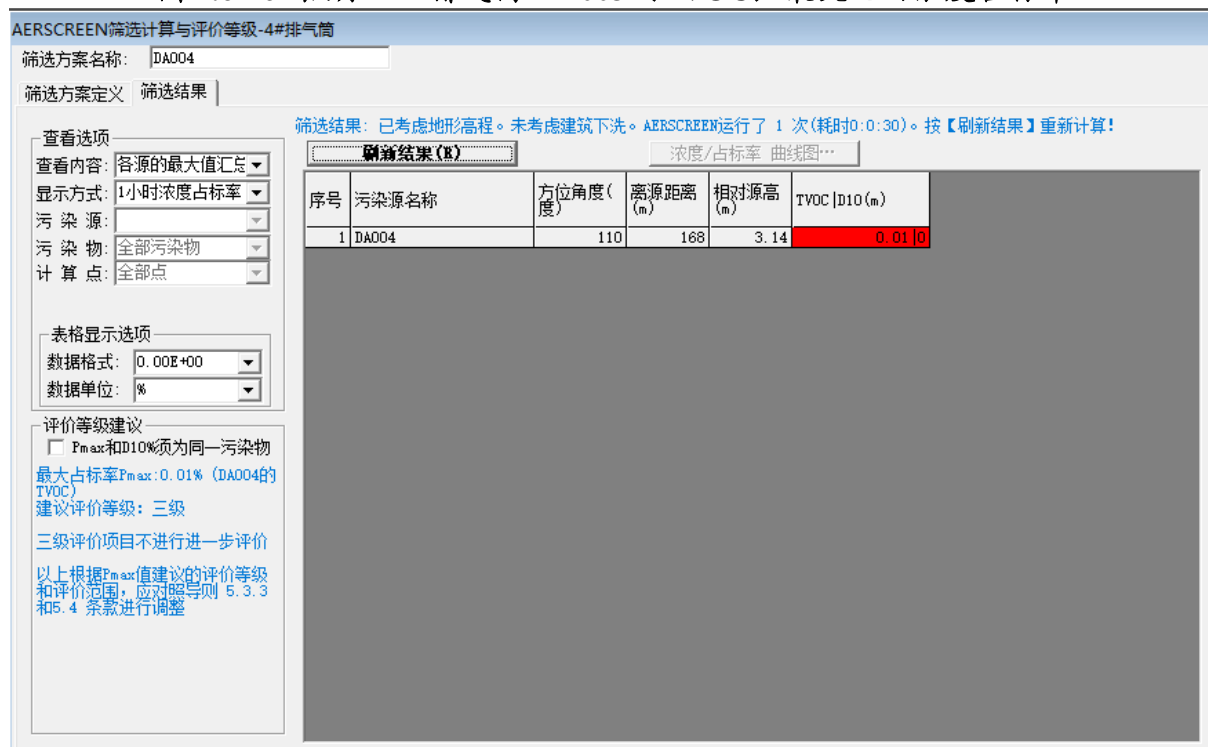 AERSCREEN筛选计算与评价等级-4#排气筒
筛选方案名称: DA004
筛选方案定义 筛选结果
筛选结果: 已考虑地形高程。未考虑建筑下洗。AERSCREEN运行了 1 次(耗时0:0:30)。按【刷新结果】重新计算!
查看选项
查看内容: 各源的最大值汇总
显示方式: 1小时浓度占标率
污 染 源:
污 染 物: 全部污染物
计 算 点: 全部点
刷新结果(R) 浓度/占标率 曲线图…
序号 污染源名称 方位角度(度) 离源距离(m) 相对源高(m) TVOC|D10(m)
1 DA004 110 168 3.14 0.01|0
表格显示选项
数据格式: 0.00E+00
数据单位: %
评价等级建议
Pmax和D10%须为同一污染物
最大占标率Pmax:0.01% (DA004的
TVOC)
建议评价等级: 三级
三级评价项目不进行进一步评价
以上根据Pmax值建议的评价等级
和评价范围,应对照导则 5.3.3
和5.4 条款进行调整